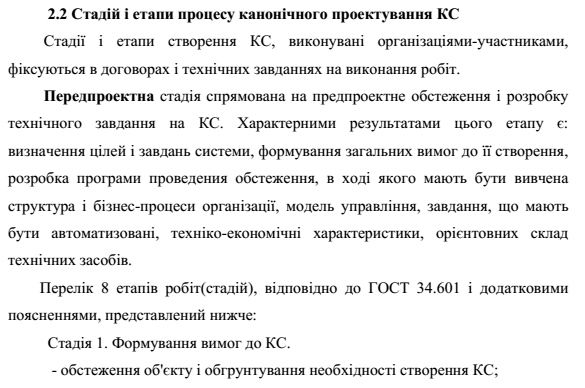 2.2 Стадій і етапи процесу канонічного проектування КС
Стадії і етапи створення КС, виконувані організаціями-участниками,
фіксуються в договорах і технічних завданнях на виконання робіт.
Передпроектна стадія спрямована на предпроектне обстеження і розробку
технічного завдання на КС. Характерними результатами цього етапу є:
визначення цілей і завдань системи, формування загальних вимог до її створення,
розробка програми проведення обстеження, в ході якого мають бути вивчена
структура і бізнес-процеси організації, модель управління, завдання, що мають
бути автоматизовані, техніко-економічні характеристики, орієнтовних склад
технічних засобів.
Перелік 8 етапів робіт(стадій), відповідно до ГОСТ 34.601 і додатковими
поясненнями, представлений нижче:
Стадія 1. Формування вимог до КС.
- обстеження об'єкту і обгрунтування необхідності створення КС;